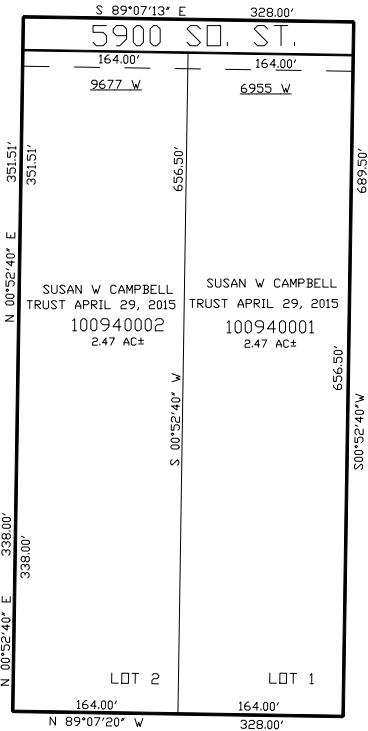 S 89°07'13" E 328.00'
5900 SO. ST.
164.00' 164.00'
9677 W 6955 W
351.51'
351.51'
656.50'
689.50'
N 00°52'40" E
SUSAN W CAMPBELL
TRUST APRIL 29, 2015
100940002
2.47 AC±
SUSAN W CAMPBELL
TRUST APRIL 29, 2015
100940001
2.47 AC±
656.50'
S 00°52'40" W
S00°52'40"W
338.00'
338.00'
N 00°52'40" E
LOT 2 LOT 1
164.00' 164.00'
N 89°07'20" W 328.00'